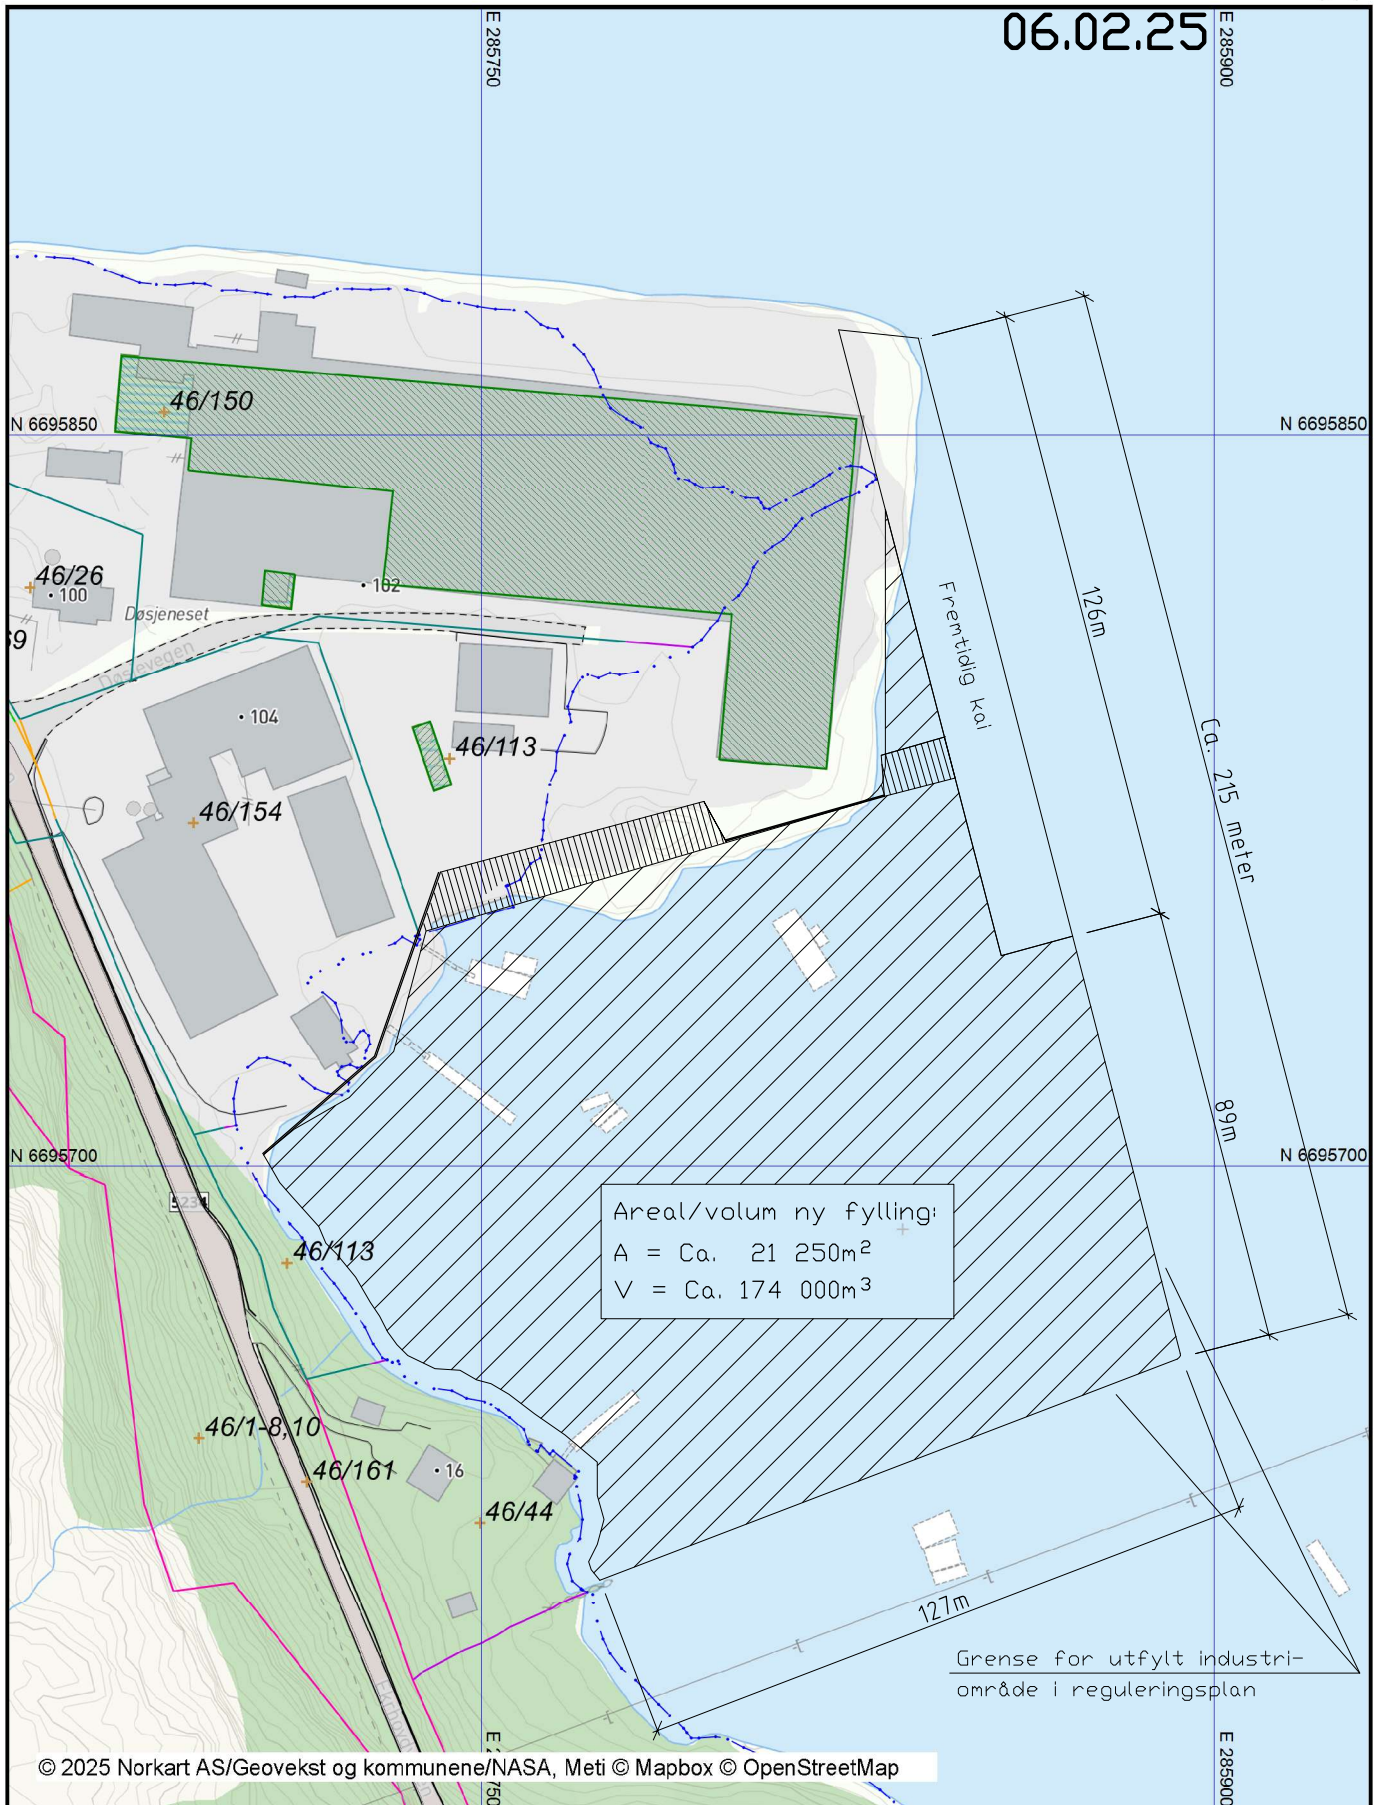 06.02.25
E 285750
E 285900
46/150
N 6695850
N 6695850
46/26
100
102
Døsjeneset
Døsjevegen
69
104
46/113
46/154
Fremtidig kai
126m
Ca. 215 meter
89m
N 6695700
N 6695700
5234
Areal/volum ny fylling:
A = Ca. 21 250m²
V = Ca. 174 000m³
46/113
46/1-8,10
46/161
16
46/44
127m
Grense for utfylt industri-
område i reguleringsplan
E 285900
© 2025 Norkart AS/Geovekst og kommunene/NASA, Meti © Mapbox © OpenStreetMap